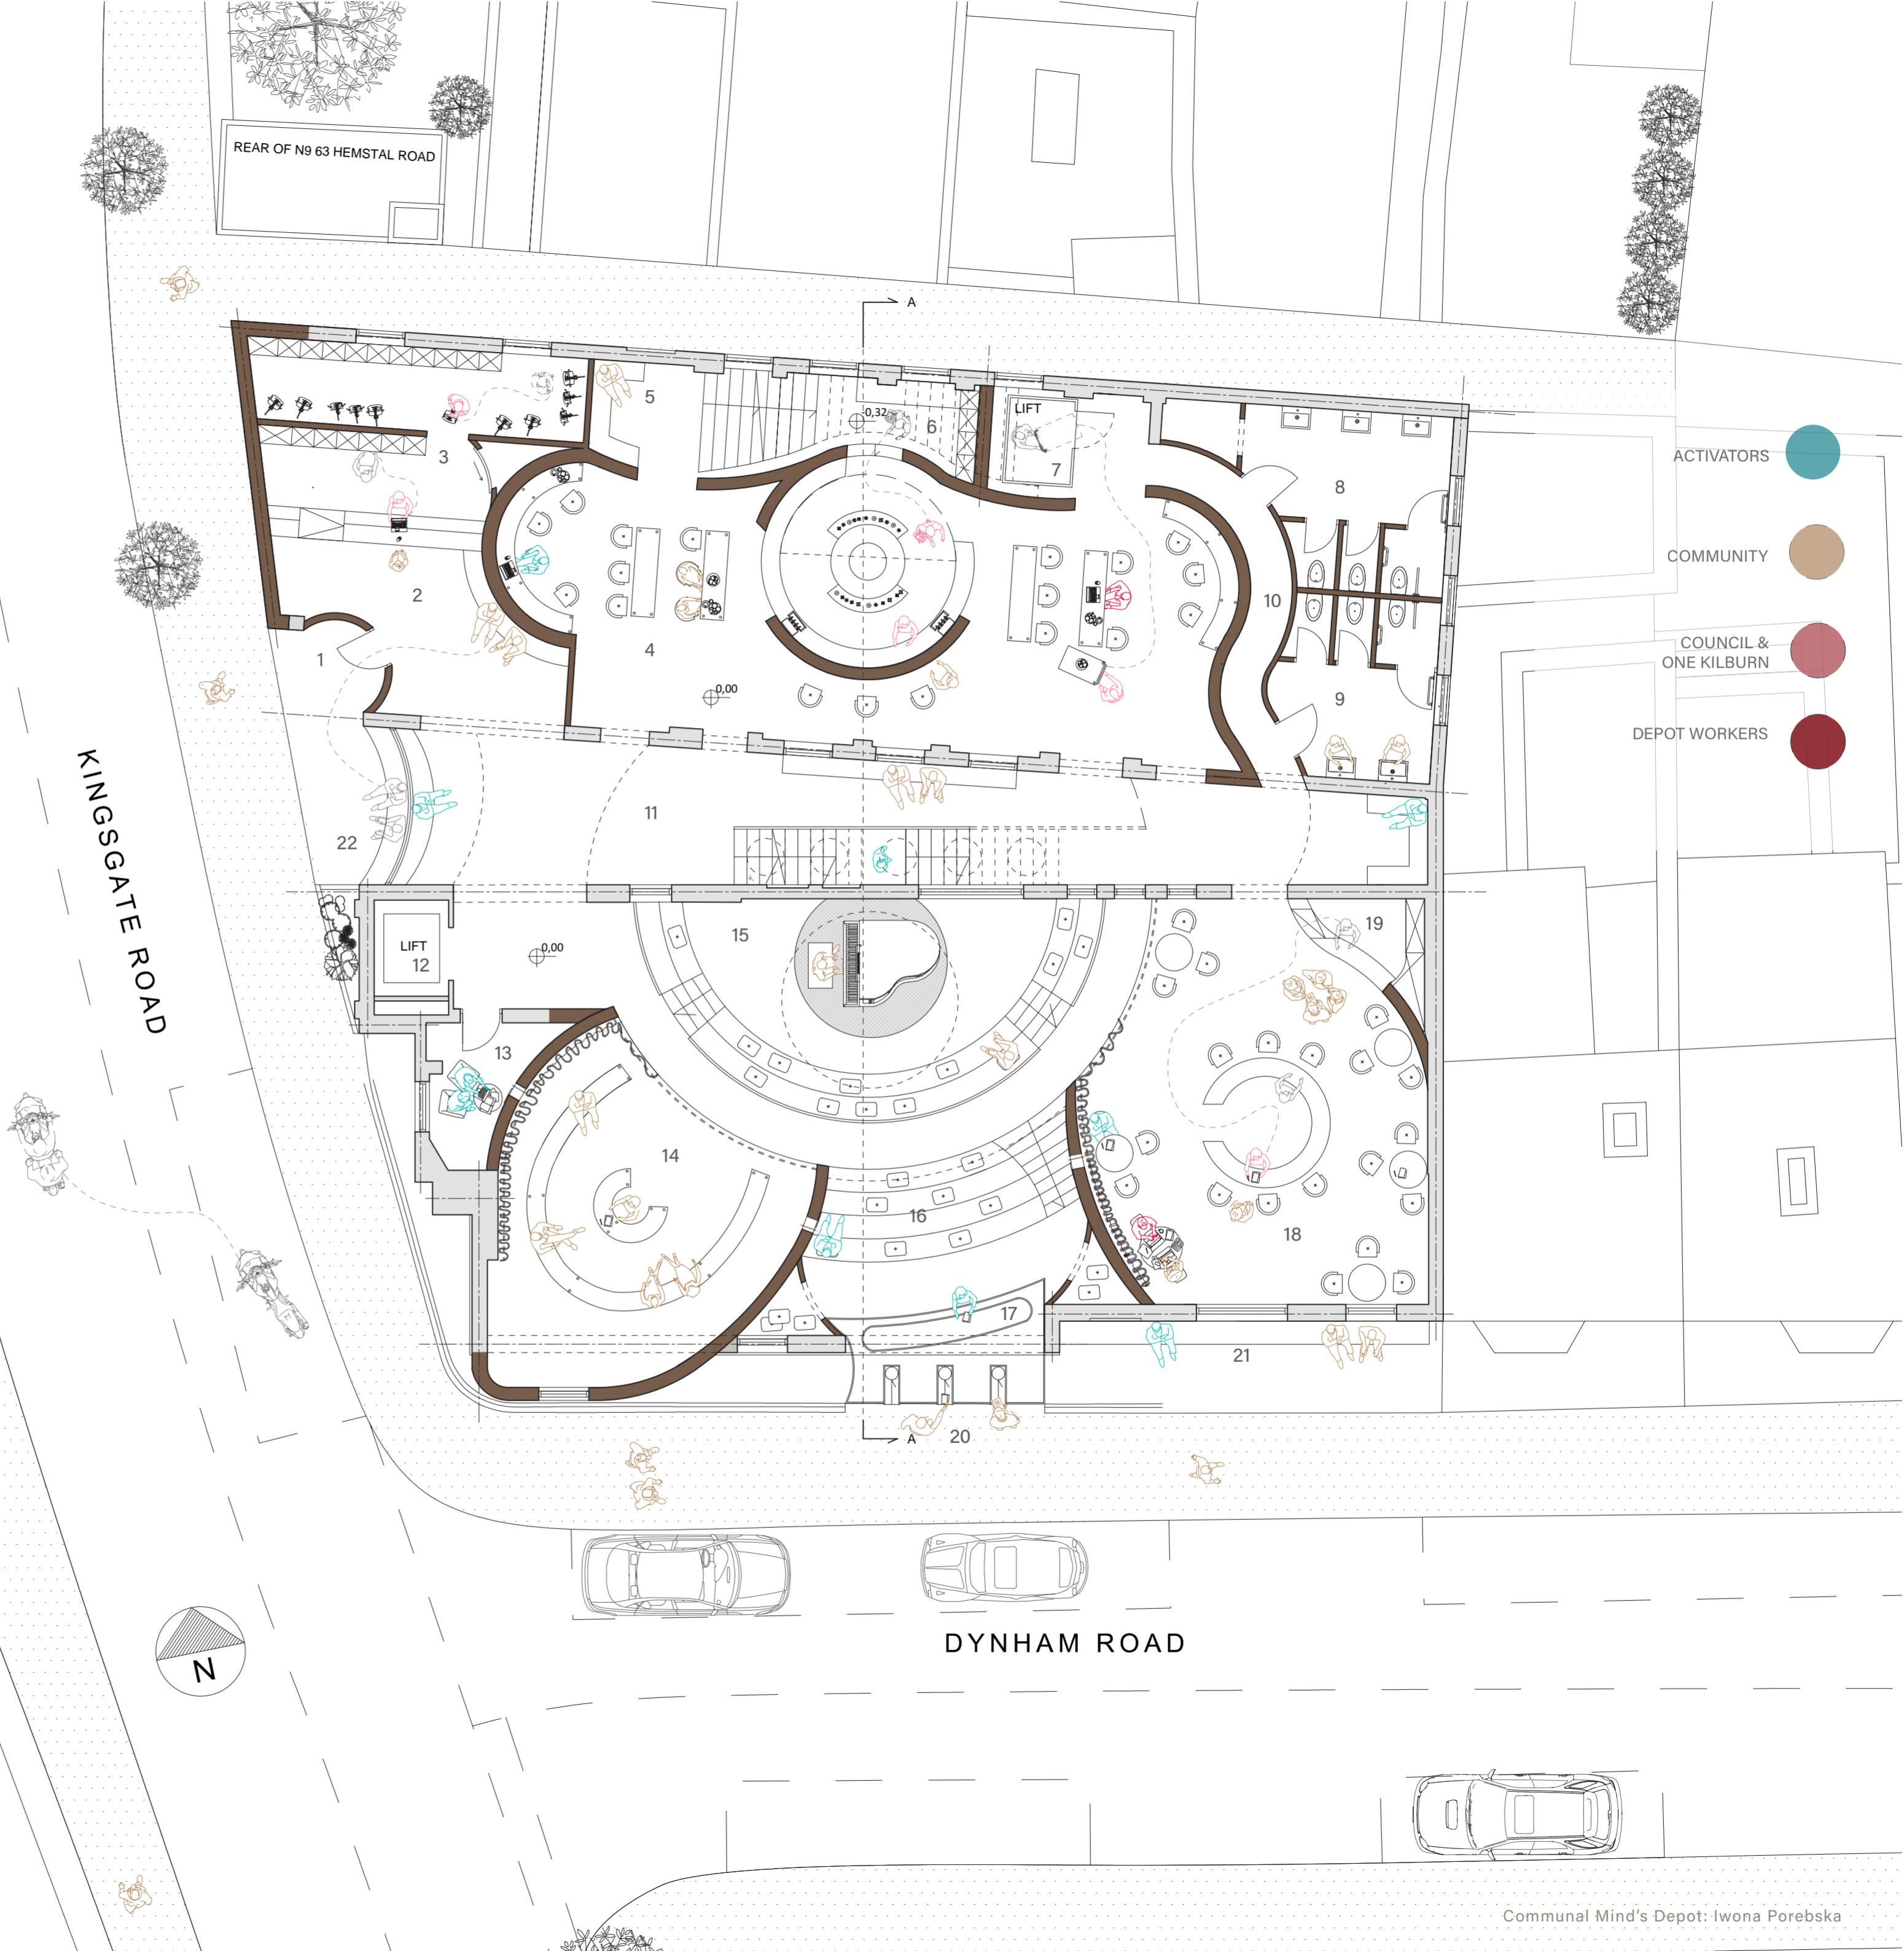 REAR OF N9 63 HEMSTAL ROAD
A
5
-0,32
6
LIFT
7
3
8
2
10
4
1
0,00
9
11
22
ACTIVATORS
COMMUNITY
COUNCIL &
ONE KILBURN
DEPOT WORKERS
KINGSGATE ROAD
15
19
LIFT
12
0,00
13
14
16
18
17
21
A
20
DYNHAM ROAD
N
Communal Mind's Depot: Iwona Porebska